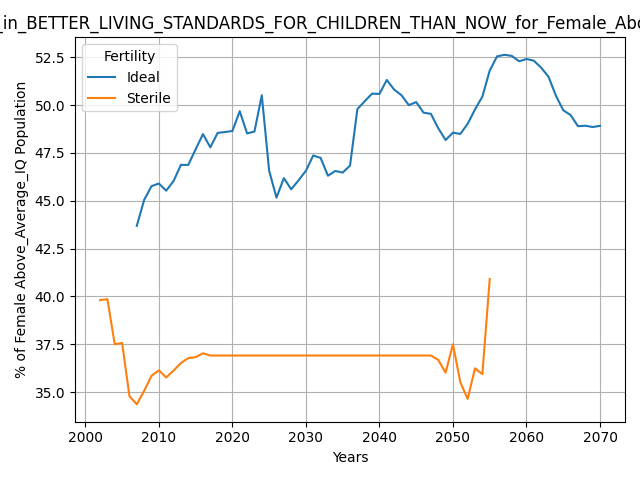 _in_BETTER_LIVING_STANDARDS_FOR_CHILDREN_THAN_NOW_for_Female_Abo
Fertility
Ideal
Sterile
% of Female Above_Average_IQ Population
52.5
50.0
47.5
45.0
42.5
40.0
37.5
35.0
2000 2010 2020 2030 2040 2050 2060 2070
Years